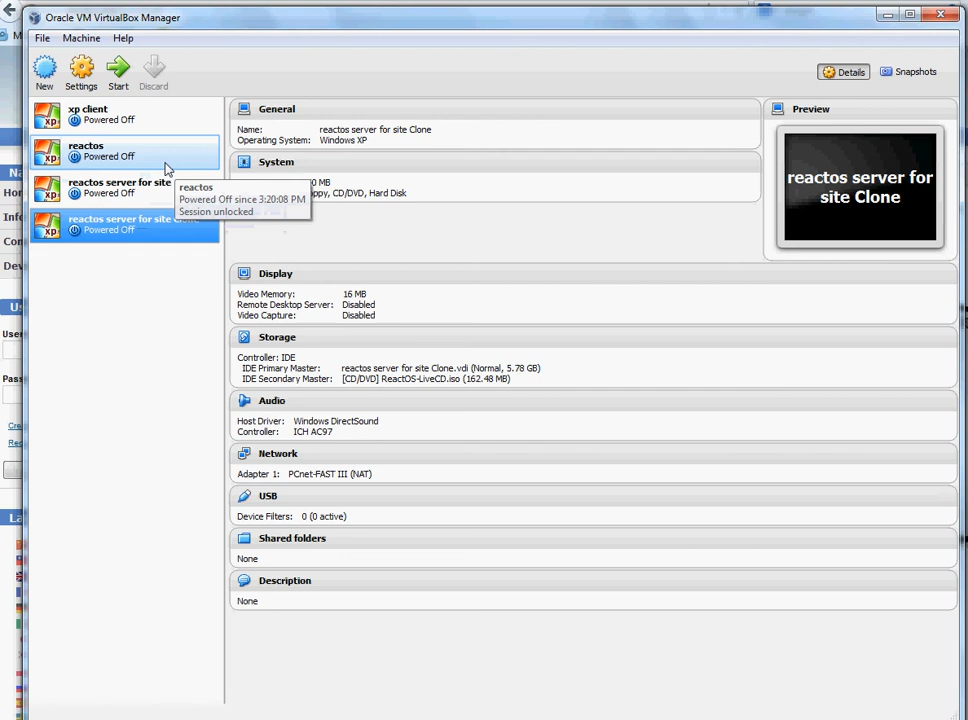 Oracle VM VirtualBox Manager
File Machine Help
New Settings Start Discard
Details Snapshots
xp client
Powered Off
reactos
Powered Off
reactos server for site
Powered Off
reactos server for site
Powered Off
reactos
Powered Off since 3:20:08 PM
Session unlocked
General
Name: reactos server for site Clone
Operating System: Windows XP
System
0 MB
CD/DVD, Hard Disk
Preview
reactos server for
site Clone
Display
Video Memory: 16 MB
Remote Desktop Server: Disabled
Video Capture: Disabled
Storage
Controller: IDE
IDE Primary Master: reactos server for site Clone.vdi (Normal, 5.78 GB)
IDE Secondary Master: [CD/DVD] ReactOS-LiveCD.iso (162.48 MB)
Audio
Host Driver: Windows DirectSound
Controller: ICH AC97
Network
Adapter 1: PCnet-FAST III (NAT)
USB
Device Filters: 0 (0 active)
Shared folders
None
Description
None